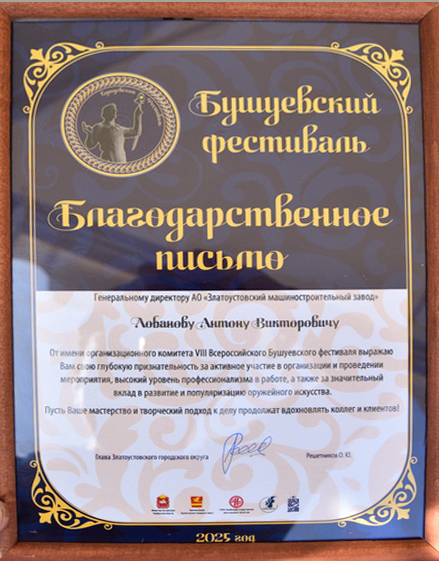 Бушуевский
фестиваль
Благодарственное
письмо
Генеральному директору АО «Златоустовский машиностроительный завод»
Лобанову Антону Викторовичу
От имени организационного комитета VIII Всероссийского Бушуевского фестиваля выражаю
Вам свою глубокую признательность за активное участие в организации и проведении
мероприятия, высокий уровень профессионализма в работе, а также за значительный
вклад в развитие и популяризацию оружейного искусства.
Пусть Ваше мастерство и творческий подход к делу продолжат вдохновлять коллег и клиентов!
Глава Златоустовского городского округа
Решетников О. Ю.
2025 год